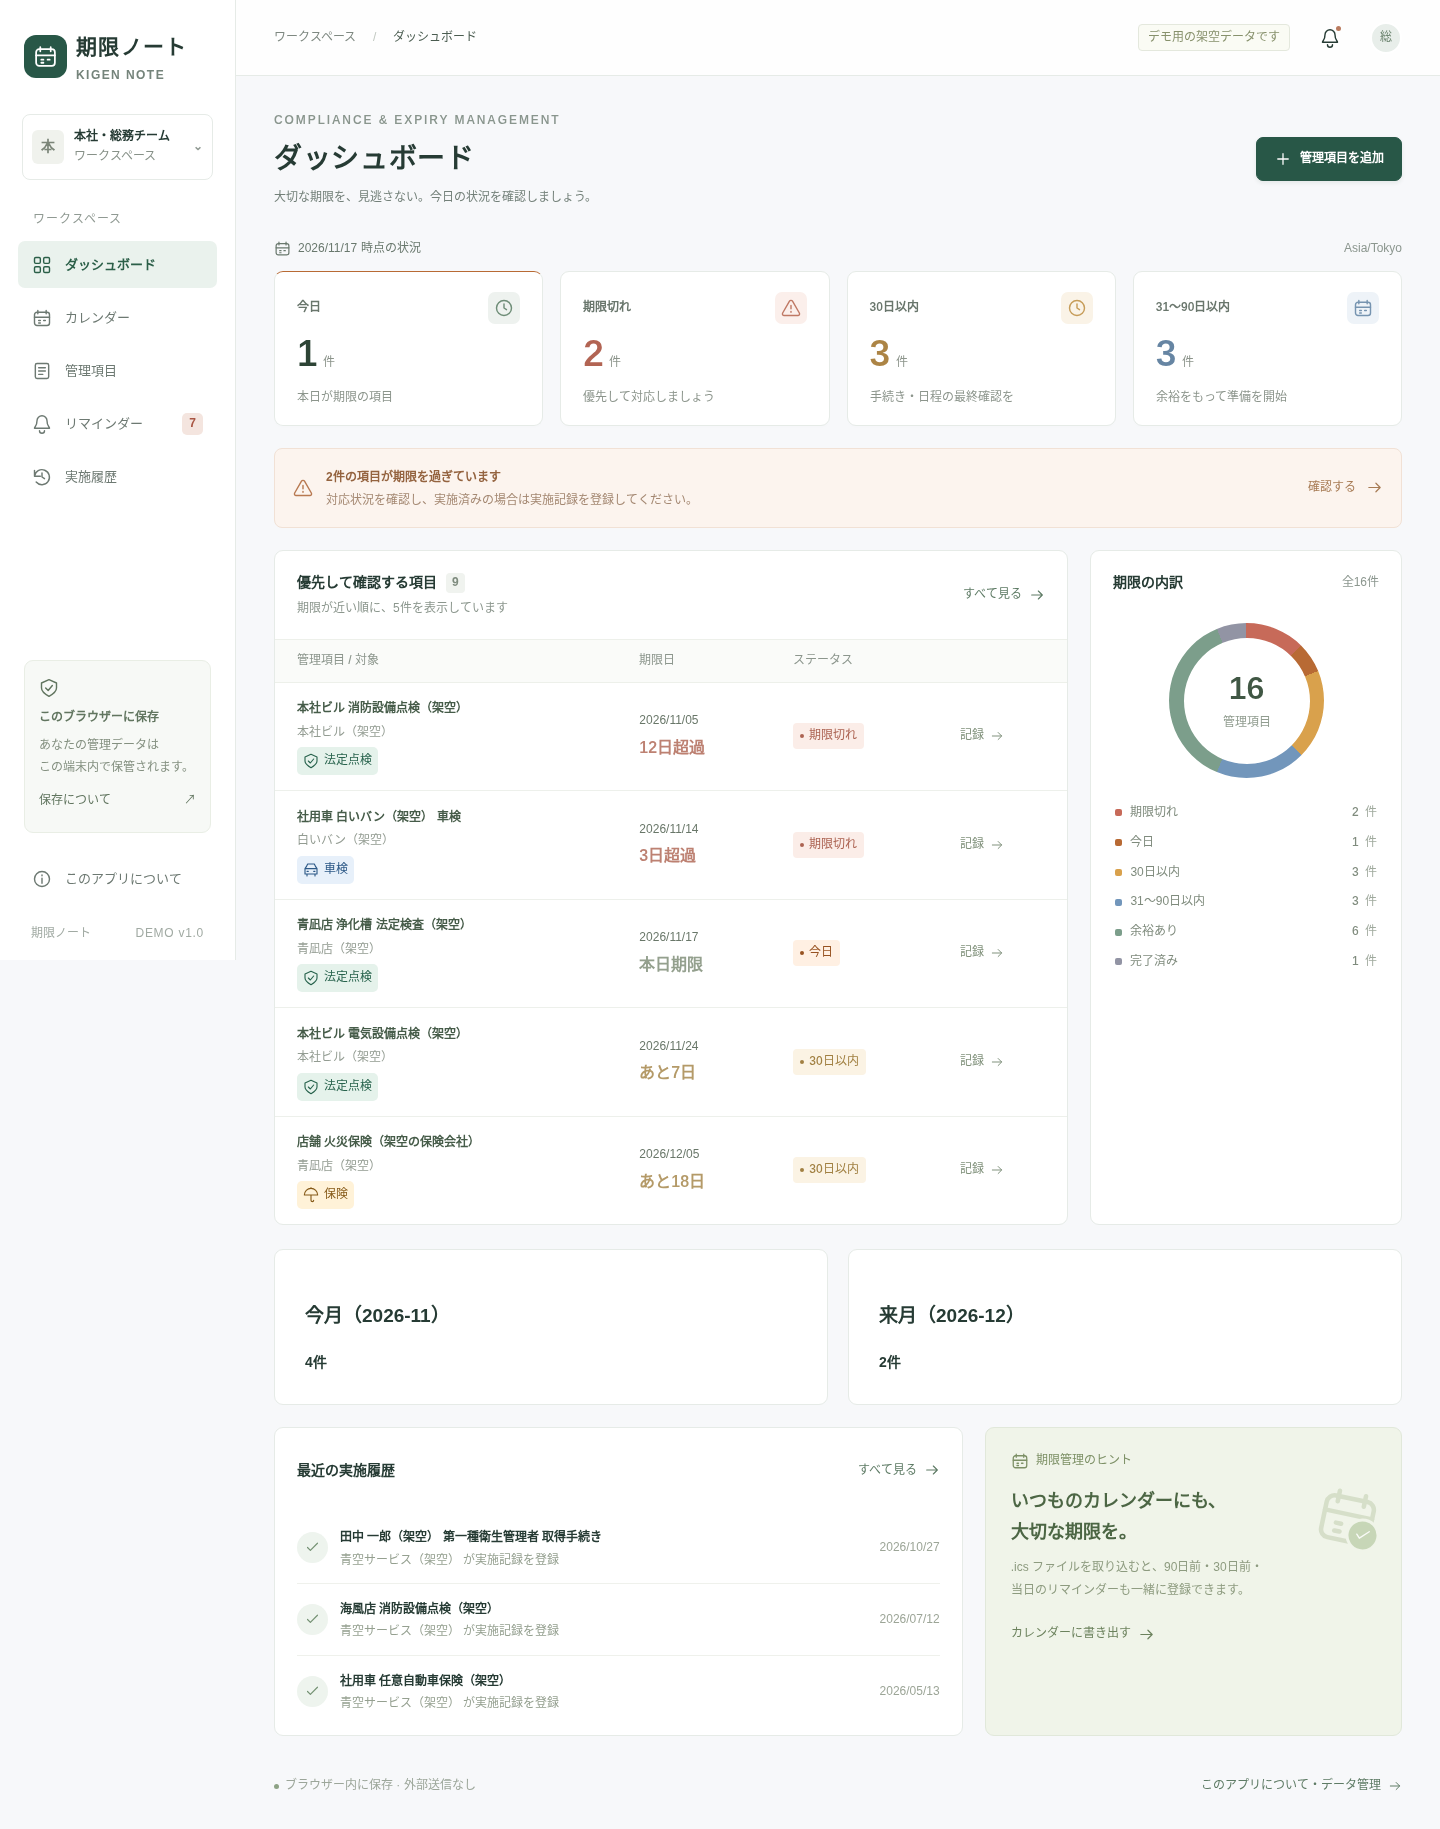 期限ノート
KIGEN NOTE
本
本社・総務チーム
ワークスペース
ワークスペース
ダッシュボード
カレンダー
管理項目
リマインダー 7
実施履歴
このブラウザーに保存
あなたの管理データは
この端末内で保管されます。
保存について ↗
このアプリについて
期限ノート DEMO v1.0
ワークスペース / ダッシュボード
デモ用の架空データです
総
COMPLIANCE & EXPIRY MANAGEMENT
ダッシュボード
大切な期限を、見逃さない。今日の状況を確認しましょう。
管理項目を追加
2026/11/17 時点の状況
Asia/Tokyo
今日
1 件
本日が期限の項目
期限切れ
2 件
優先して対応しましょう
30日以内
3 件
手続き・日程の最終確認を
31〜90日以内
3 件
余裕をもって準備を開始
2件の項目が期限を過ぎています
対応状況を確認し、実施済みの場合は実施記録を登録してください。
確認する →
優先して確認する項目 9
期限が近い順に、5件を表示しています
すべて見る →
管理項目 / 対象 期限日 ステータス
本社ビル 消防設備点検（架空）
本社ビル（架空）
法定点検
2026/11/05
12日超過
期限切れ
記録 →
社用車 白いバン（架空） 車検
白いバン（架空）
車検
2026/11/14
3日超過
期限切れ
記録 →
青凪店 浄化槽 法定検査（架空）
青凪店（架空）
法定点検
2026/11/17
本日期限
今日
記録 →
本社ビル 電気設備点検（架空）
本社ビル（架空）
法定点検
2026/11/24
あと7日
30日以内
記録 →
店舗 火災保険（架空の保険会社）
青凪店（架空）
保険
2026/12/05
あと18日
30日以内
記録 →
期限の内訳 全16件
16
管理項目
期限切れ 2 件
今日 1 件
30日以内 3 件
31〜90日以内 3 件
余裕あり 6 件
完了済み 1 件
今月（2026-11）
4件
来月（2026-12）
2件
最近の実施履歴 すべて見る →
田中 一郎（架空） 第一種衛生管理者 取得手続き
青空サービス（架空） が実施記録を登録
2026/10/27
海風店 消防設備点検（架空）
青空サービス（架空） が実施記録を登録
2026/07/12
社用車 任意自動車保険（架空）
青空サービス（架空） が実施記録を登録
2026/05/13
期限管理のヒント
いつものカレンダーにも、
大切な期限を。
.ics ファイルを取り込むと、90日前・30日前・
当日のリマインダーも一緒に登録できます。
カレンダーに書き出す →
ブラウザー内に保存 · 外部送信なし
このアプリについて・データ管理 →